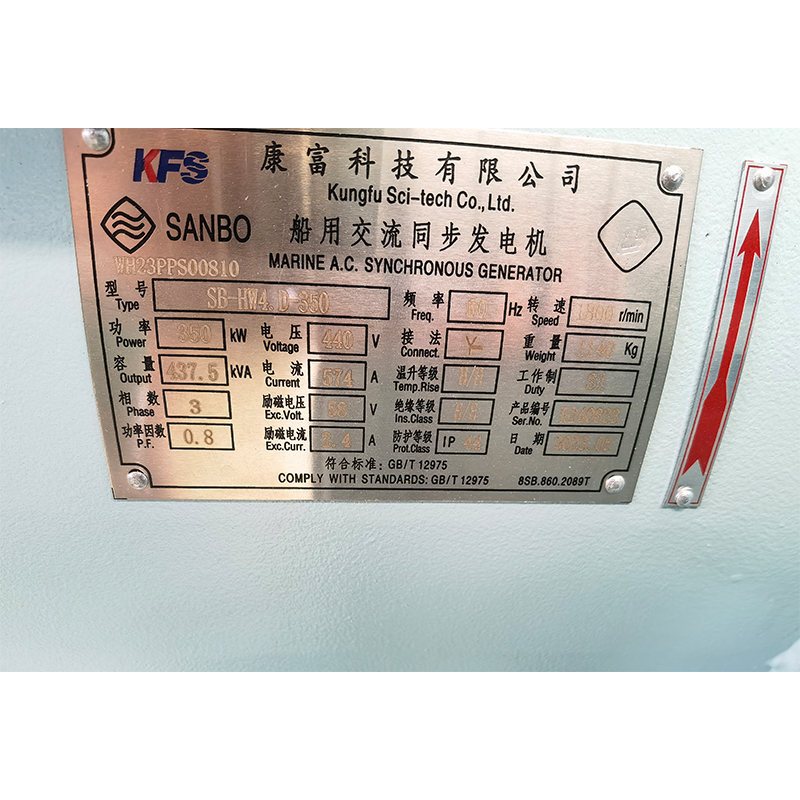 KFS 康富科技有限公司
Kungfu Sci-tech Co.,Ltd.
SANBO 船用交流同步发电机
MARINE A.C. SYNCHRONOUS GENERATOR
WH23PPS00810
型号 Type SB-HW4.D-350 频率 Freq. Hz 转速 Speed 1800 r/min
功率 Power 350 kW 电压 Voltage 440 V 接法 Connect. Y 重量 Weight Kg
容量 Output 437.5 kVA 电流 Current 574 A 温升等级 Temp.Rise H/H 工作制 Duty S1
相数 Phase 3 励磁电压 Exc.Volt. V 绝缘等级 Ins.Class H/H 产品编号 Ser.No.
功率因数 P.F. 0.8 励磁电流 Exc.Curr. 2.4 A 防护等级 Prot.Class IP 44 日期 Date
符合标准: GB/T 12975
COMPLY WITH STANDARDS: GB/T 12975 8SB.860.2089T